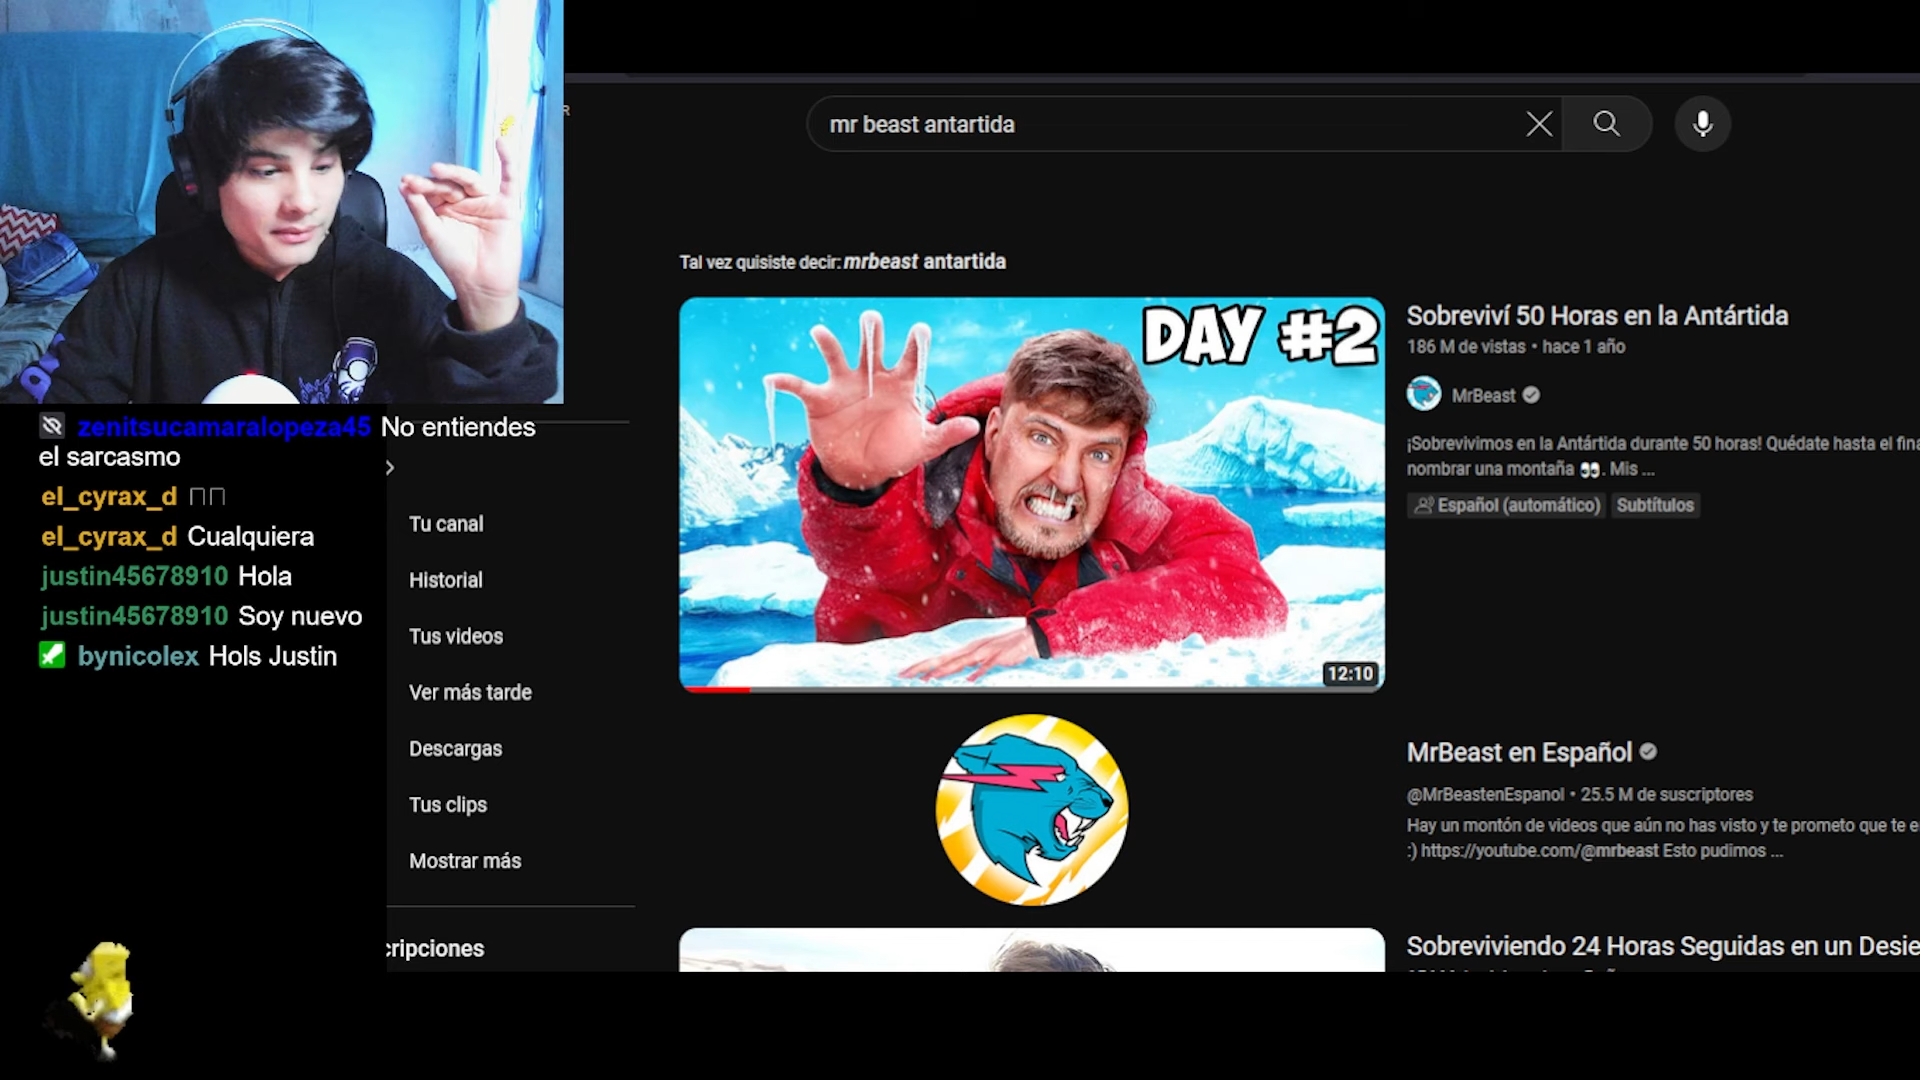 mr beast antartida
Tal vez quisiste decir: mrbeast antartida
DAY #2
12:10
Sobreviví 50 Horas en la Antártida
186 M de vistas • hace 1 año
MrBeast
¡Sobrevivimos en la Antártida durante 50 horas! Quédate hasta el fina
nombrar una montaña 👀. Mis ...
Español (automático) Subtítulos
MrBeast en Español
@MrBeastenEspanol • 25.5 M de suscriptores
Hay un montón de videos que aún no has visto y te prometo que te e
:) https://youtube.com/@mrbeast Esto pudimos ...
Sobreviviendo 24 Horas Seguidas en un Desie
zenitsucamaralopeza45 No entiendes
el sarcasmo
el_cyrax_d
el_cyrax_d Cualquiera
justin45678910 Hola
justin45678910 Soy nuevo
bynicolex Hols Justin
Tu canal
Historial
Tus videos
Ver más tarde
Descargas
Tus clips
Mostrar más
cripciones